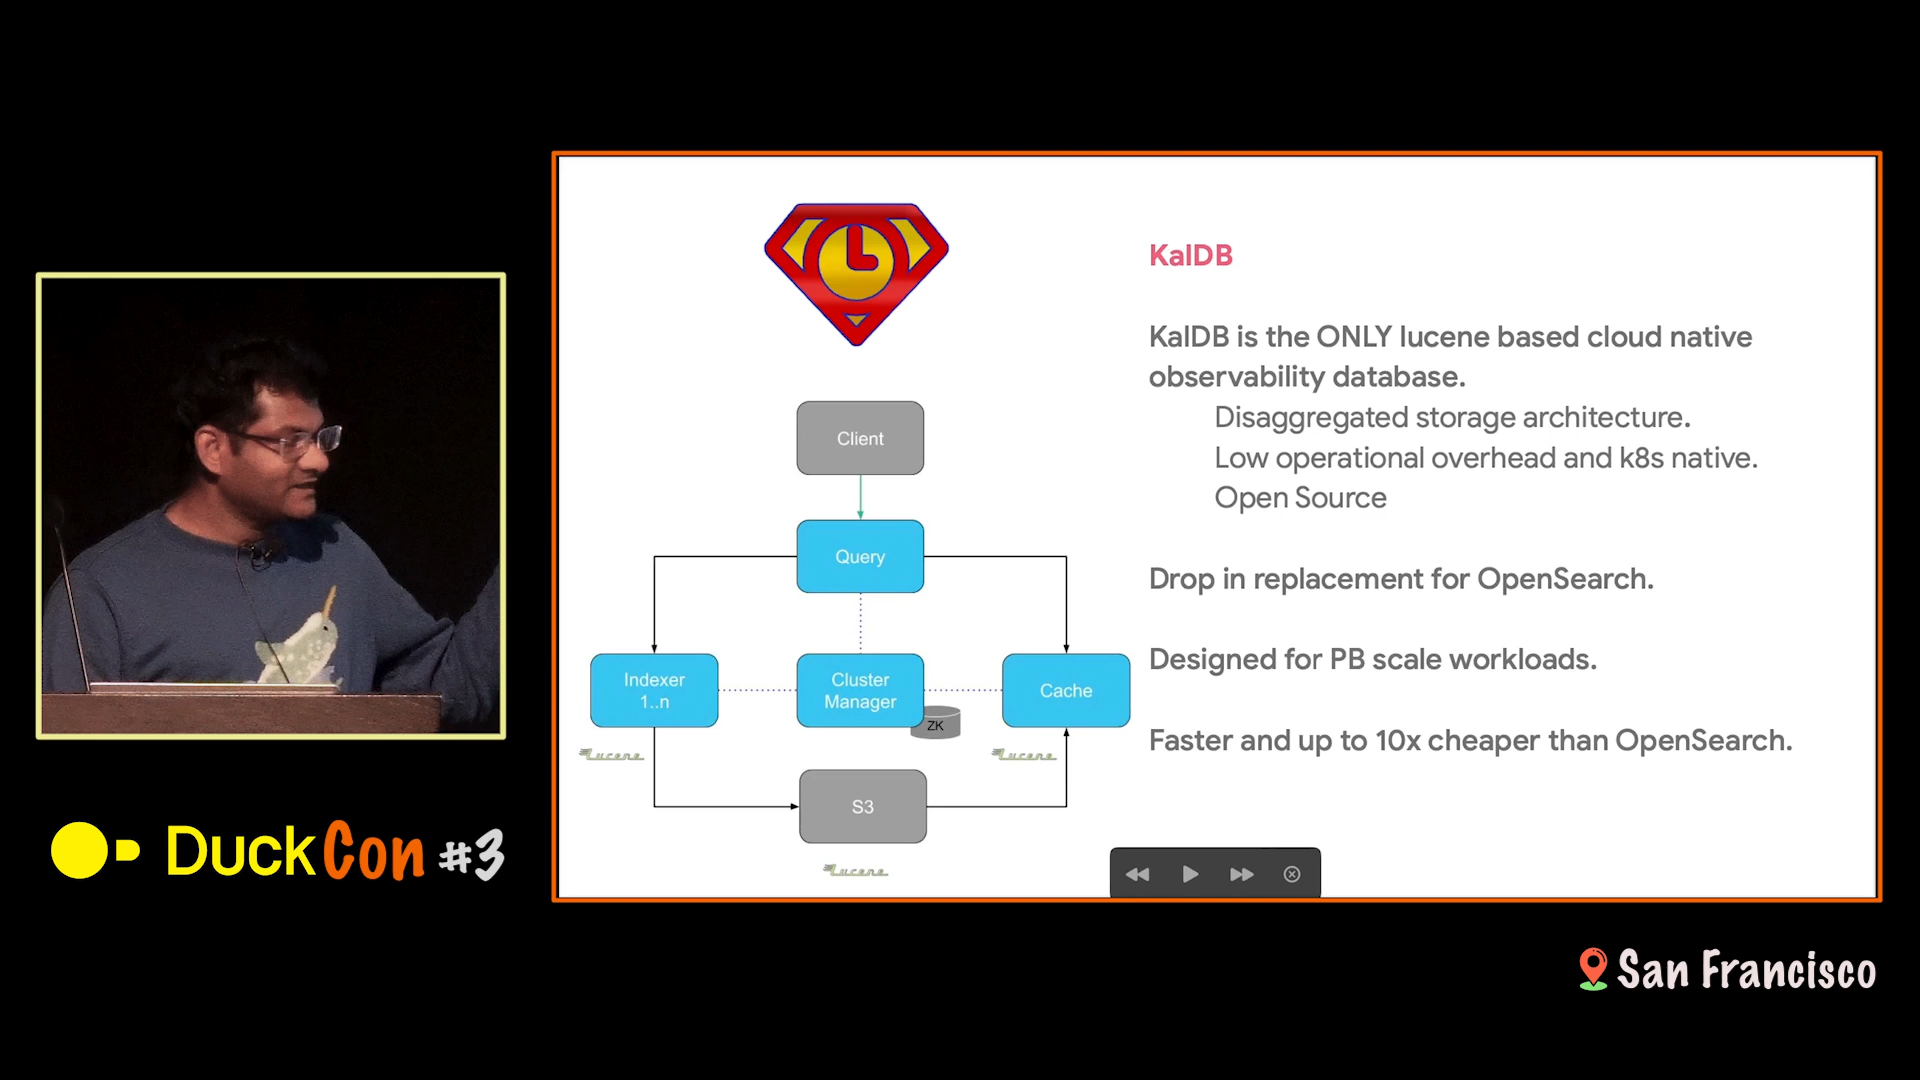 KalDB
KalDB is the ONLY lucene based cloud native
observability database.
Disaggregated storage architecture.
Low operational overhead and k8s native.
Open Source
Drop in replacement for OpenSearch.
Designed for PB scale workloads.
Faster and up to 10x cheaper than OpenSearch.
L
Client
Query
Indexer
1..n
Cluster
Manager
ZK
Cache
Lucene
Lucene
S3
Lucene
DuckCon #3
San Francisco